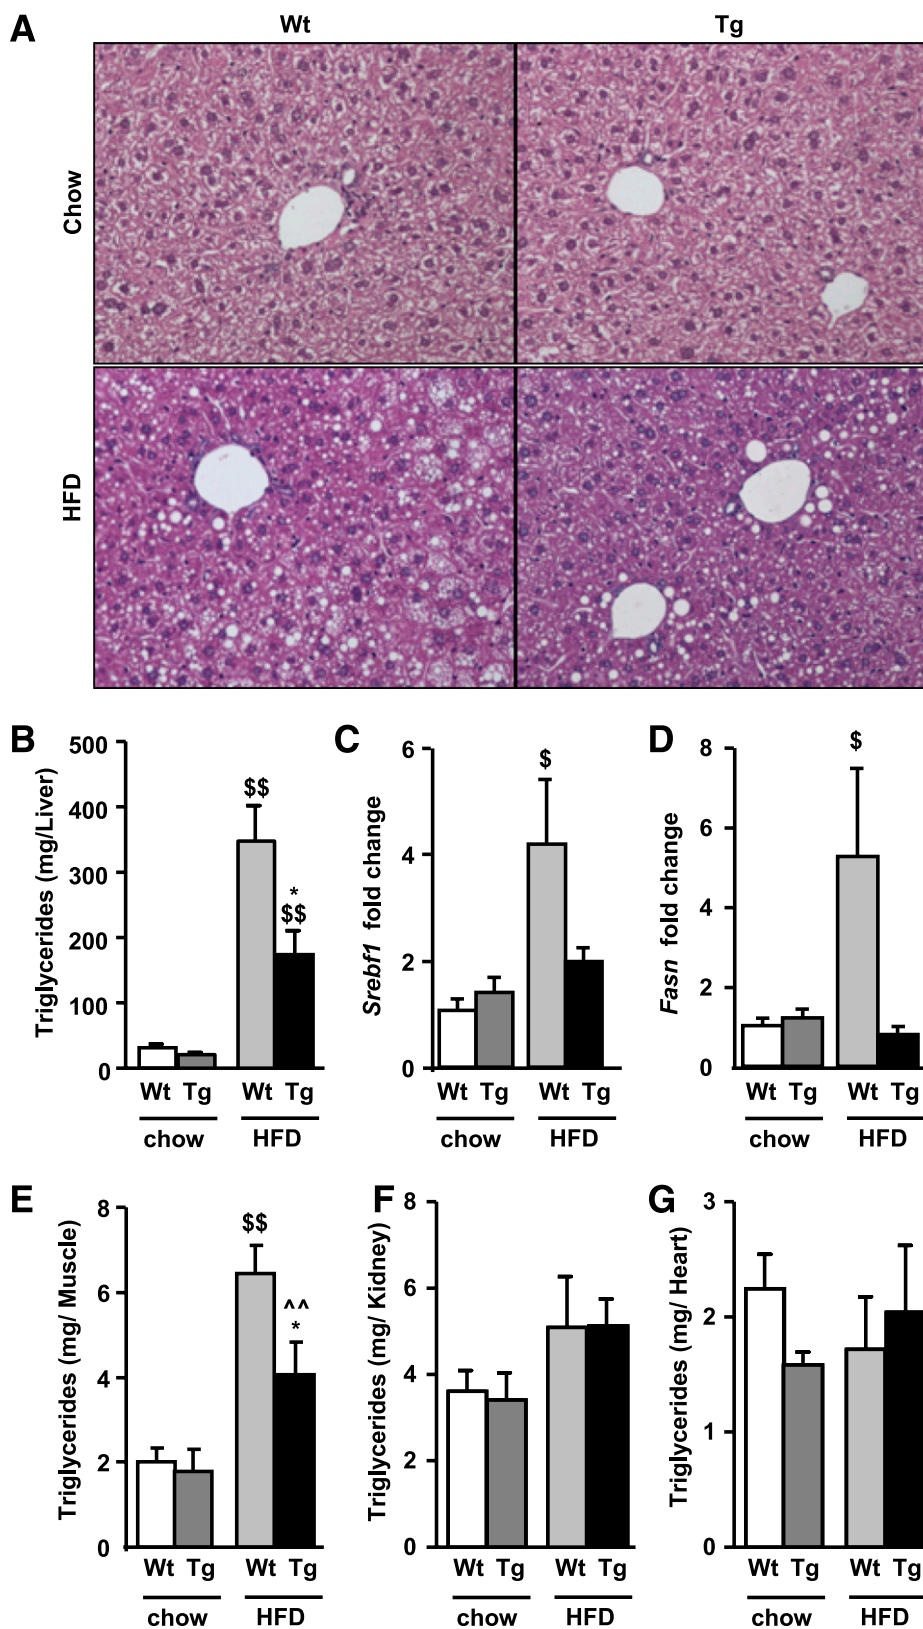 A
Wt Tg
Chow
HFD
B
Triglycerides (mg/Liver)
500
400
300
200
100
0
$$
*
$$
Wt Tg Wt Tg
chow HFD
C
Srebf1 fold change
6
4
2
0
$
Wt Tg Wt Tg
chow HFD
D
Fasn fold change
8
6
4
2
0
$
Wt Tg Wt Tg
chow HFD
E
Triglycerides (mg/ Muscle)
8
6
4
2
0
$$
^^
*
Wt Tg Wt Tg
chow HFD
F
Triglycerides (mg/ Kidney)
8
6
4
2
0
Wt Tg Wt Tg
chow HFD
G
Triglycerides (mg/ Heart)
3
2
1
0
Wt Tg Wt Tg
chow HFD